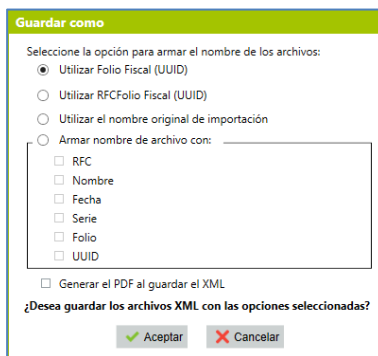 Guardar como
Seleccione la opción para armar el nombre de los archivos:
Utilizar Folio Fiscal (UUID)
Utilizar RFCFolio Fiscal (UUID)
Utilizar el nombre original de importación
Armar nombre de archivo con:
RFC
Nombre
Fecha
Serie
Folio
UUID
Generar el PDF al guardar el XML
¿Desea guardar los archivos XML con las opciones seleccionadas?
Aceptar Cancelar